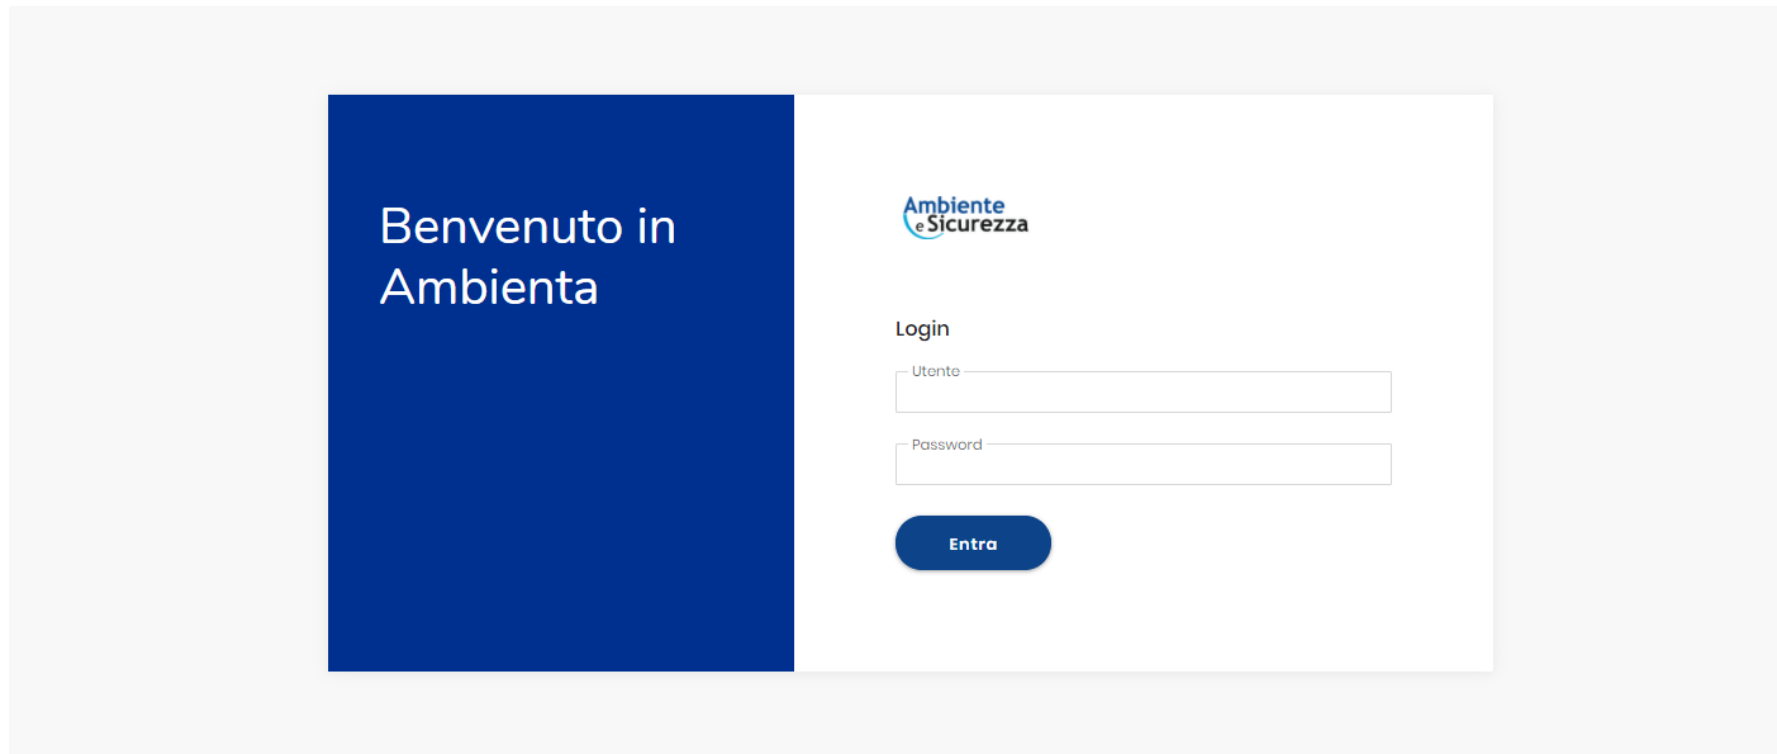 Benvenuto in
Ambienta
Ambiente
e Sicurezza
Login
Utente
Password
Entra